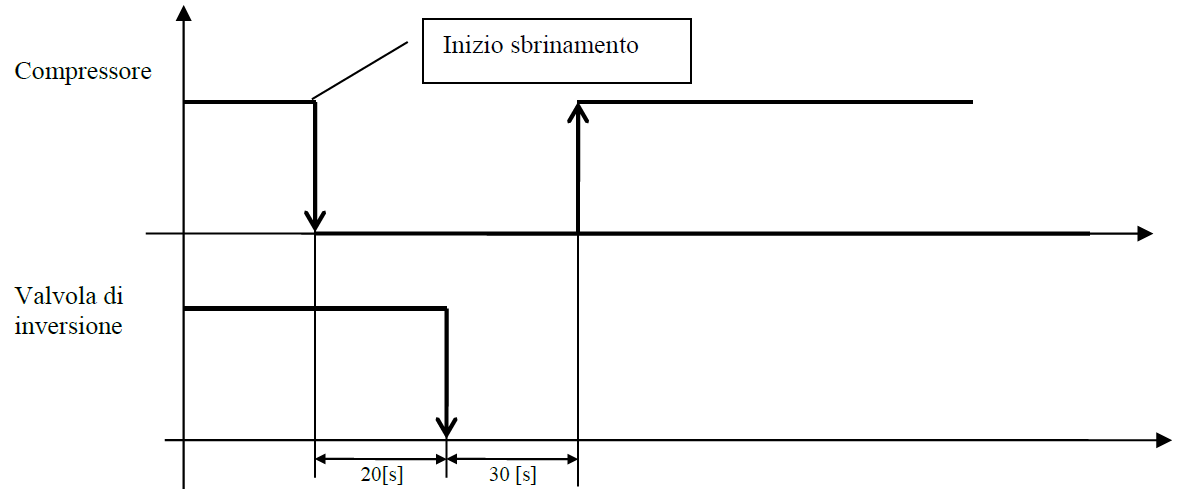 Inizio sbrinamento
Compressore
Valvola di
inversione
20[s]
30 [s]